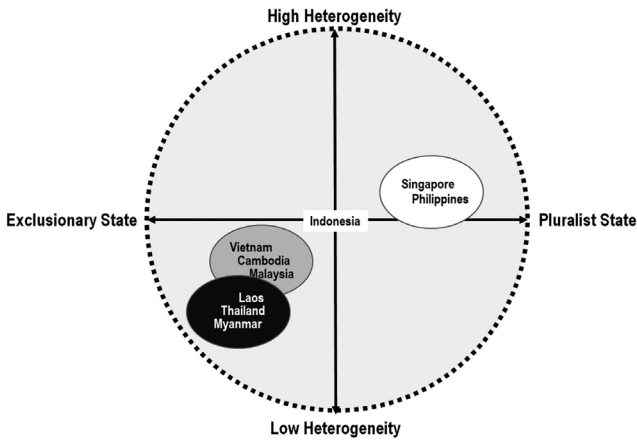 High Heterogeneity
Singapore
Philippines
Exclusionary State
Indonesia
Pluralist State
Vietnam
Cambodia
Malaysia
Laos
Thailand
Myanmar
Low Heterogeneity